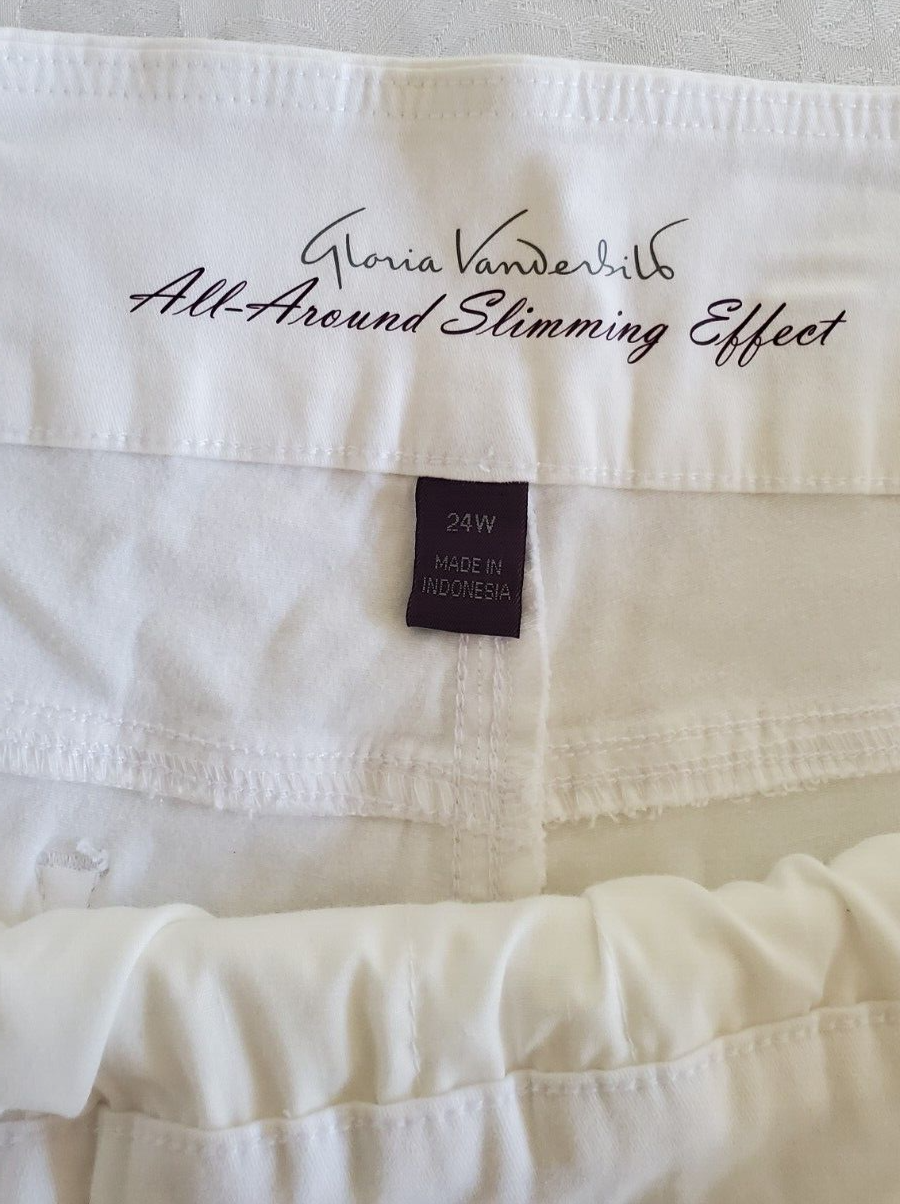 Gloria Vanderbilt
All-Around Slimming Effect
24W
MADE IN
INDONESIA